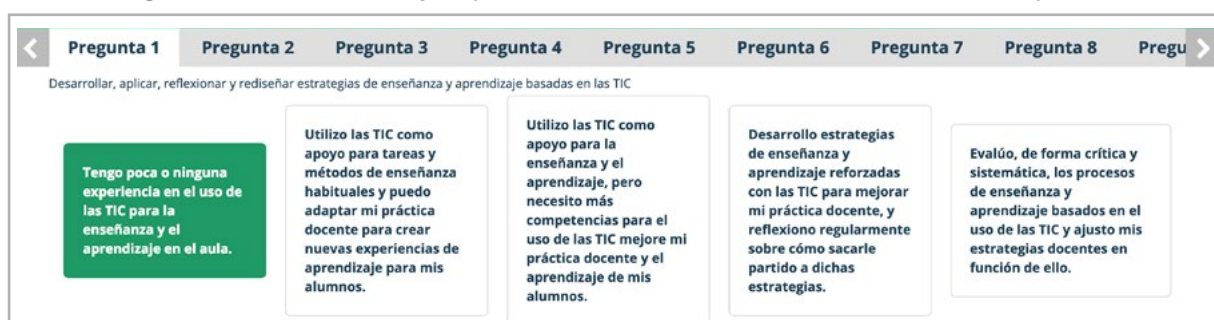 Pregunta 1 Pregunta 2 Pregunta 3 Pregunta 4 Pregunta 5 Pregunta 6 Pregunta 7 Pregunta 8 Pregu
Desarrollar, aplicar, reflexionar y rediseñar estrategias de enseñanza y aprendizaje basadas en las TIC
Tengo poca o ninguna
experiencia en el uso de
las TIC para la
enseñanza y el
aprendizaje en el aula.
Utilizo las TIC como
apoyo para tareas y
métodos de enseñanza
habituales y puedo
adaptar mi práctica
docente para crear
nuevas experiencias de
aprendizaje para mis
alumnos.
Utilizo las TIC como
apoyo para la
enseñanza y el
aprendizaje, pero
necesito más
competencias para el
uso de las TIC mejore mi
práctica docente y el
aprendizaje de mis
alumnos.
Desarrollo estrategias
de enseñanza y
aprendizaje reforzadas
con las TIC para mejorar
mi práctica docente, y
reflexiono regularmente
sobre cómo sacarle
partido a dichas
estrategias.
Evalúo, de forma crítica y
sistemática, los procesos
de enseñanza y
aprendizaje basados en el
uso de las TIC y ajusto mis
estrategias docentes en
función de ello.